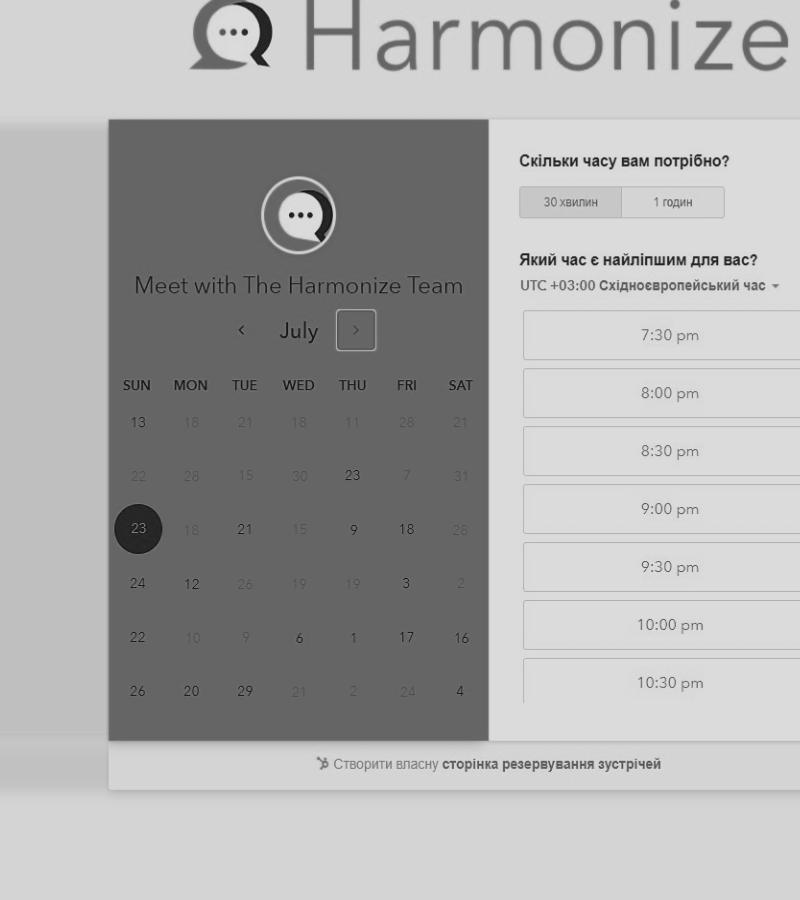 Harmonize
Meet with The Harmonize Team
July
SUN MON TUE WED THU FRI SAT
13 18 21 18 11 28 21
22 28 15 30 23 7 31
23 18 21 15 9 18 28
24 12 26 19 19 3 2
22 10 9 6 1 17 16
26 20 29 21 2 24 4
Скільки часу вам потрібно?
30 хвилин 1 годин
Який час є найліпшим для вас?
UTC +03:00 Східноєвропейський час
7:30 pm
8:00 pm
8:30 pm
9:00 pm
9:30 pm
10:00 pm
10:30 pm
Створити власну сторінка резервування зустрічей